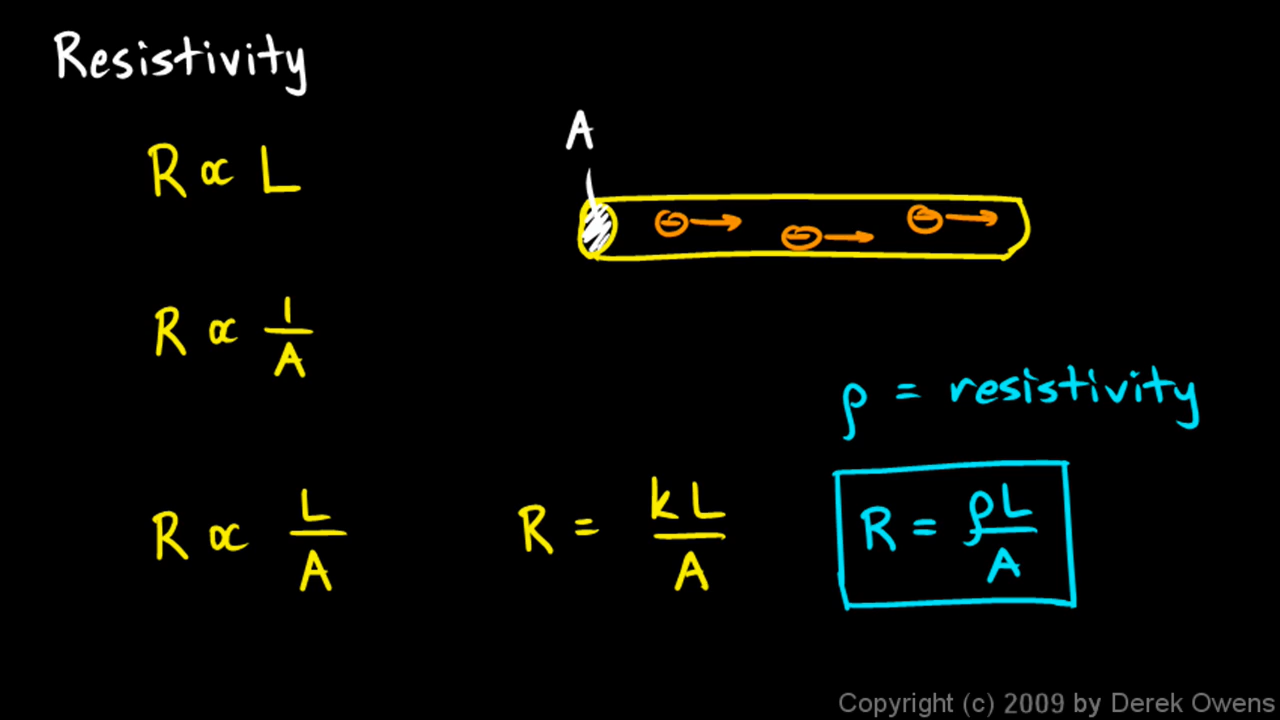 Resistivity
A
R ∝ L
R ∝ 1/A
ρ = resistivity
R ∝ L/A
R = kL/A
R = ρL/A
Copyright (c) 2009 by Derek Owens